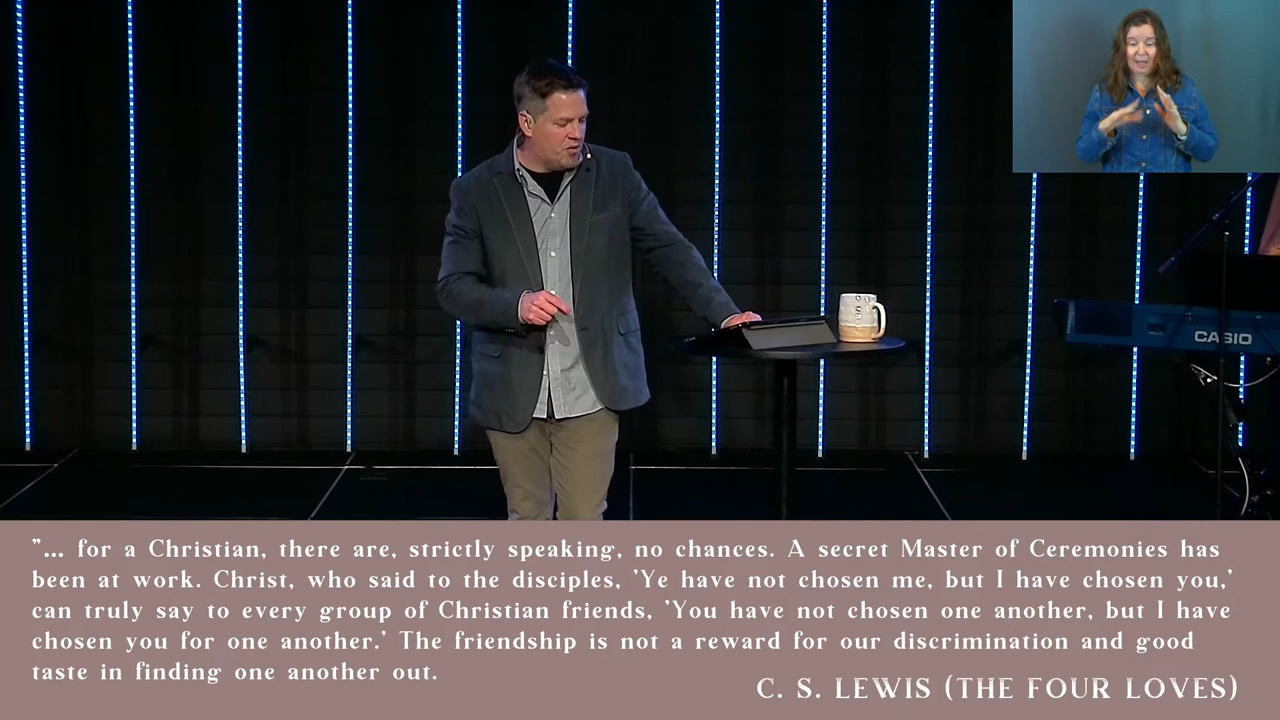 CASIO
"... for a Christian, there are, strictly speaking, no chances. A secret Master of Ceremonies has
been at work. Christ, who said to the disciples, 'Ye have not chosen me, but I have chosen you,'
can truly say to every group of Christian friends, 'You have not chosen one another, but I have
chosen you for one another.' The friendship is not a reward for our discrimination and good
taste in finding one another out.
C. S. LEWIS (THE FOUR LOVES)